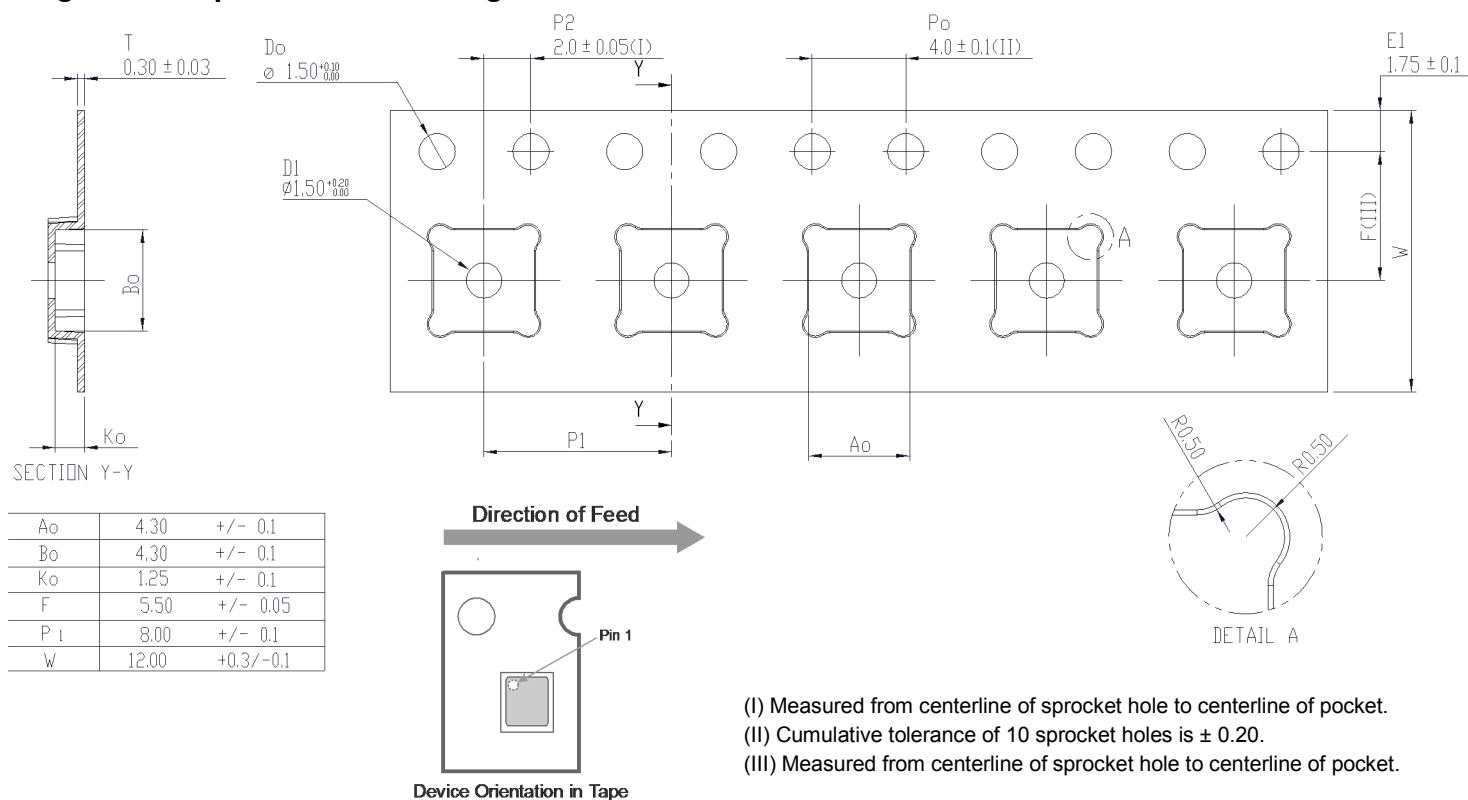 T
0.30 ± 0.03
Do
ø 1.50 +0.10 0.00
P2
2.0 ± 0.05(I)
Y
Po
4.0 ± 0.1(II)
E1
1.75 ± 0.1
D1
Ø1.50 +0.20 0.00
F(III)
W
A
Bo
Ko
SECTION Y-Y
Y
P1
Ao
R0.50
R0.50
DETAIL A
Ao 4.30 +/- 0.1
Bo 4.30 +/- 0.1
Ko 1.25 +/- 0.1
F 5.50 +/- 0.05
P 1 8.00 +/- 0.1
W 12.00 +0.3/-0.1
Direction of Feed
Pin 1
Device Orientation in Tape
(I) Measured from centerline of sprocket hole to centerline of pocket.
(II) Cumulative tolerance of 10 sprocket holes is ± 0.20.
(III) Measured from centerline of sprocket hole to centerline of pocket.